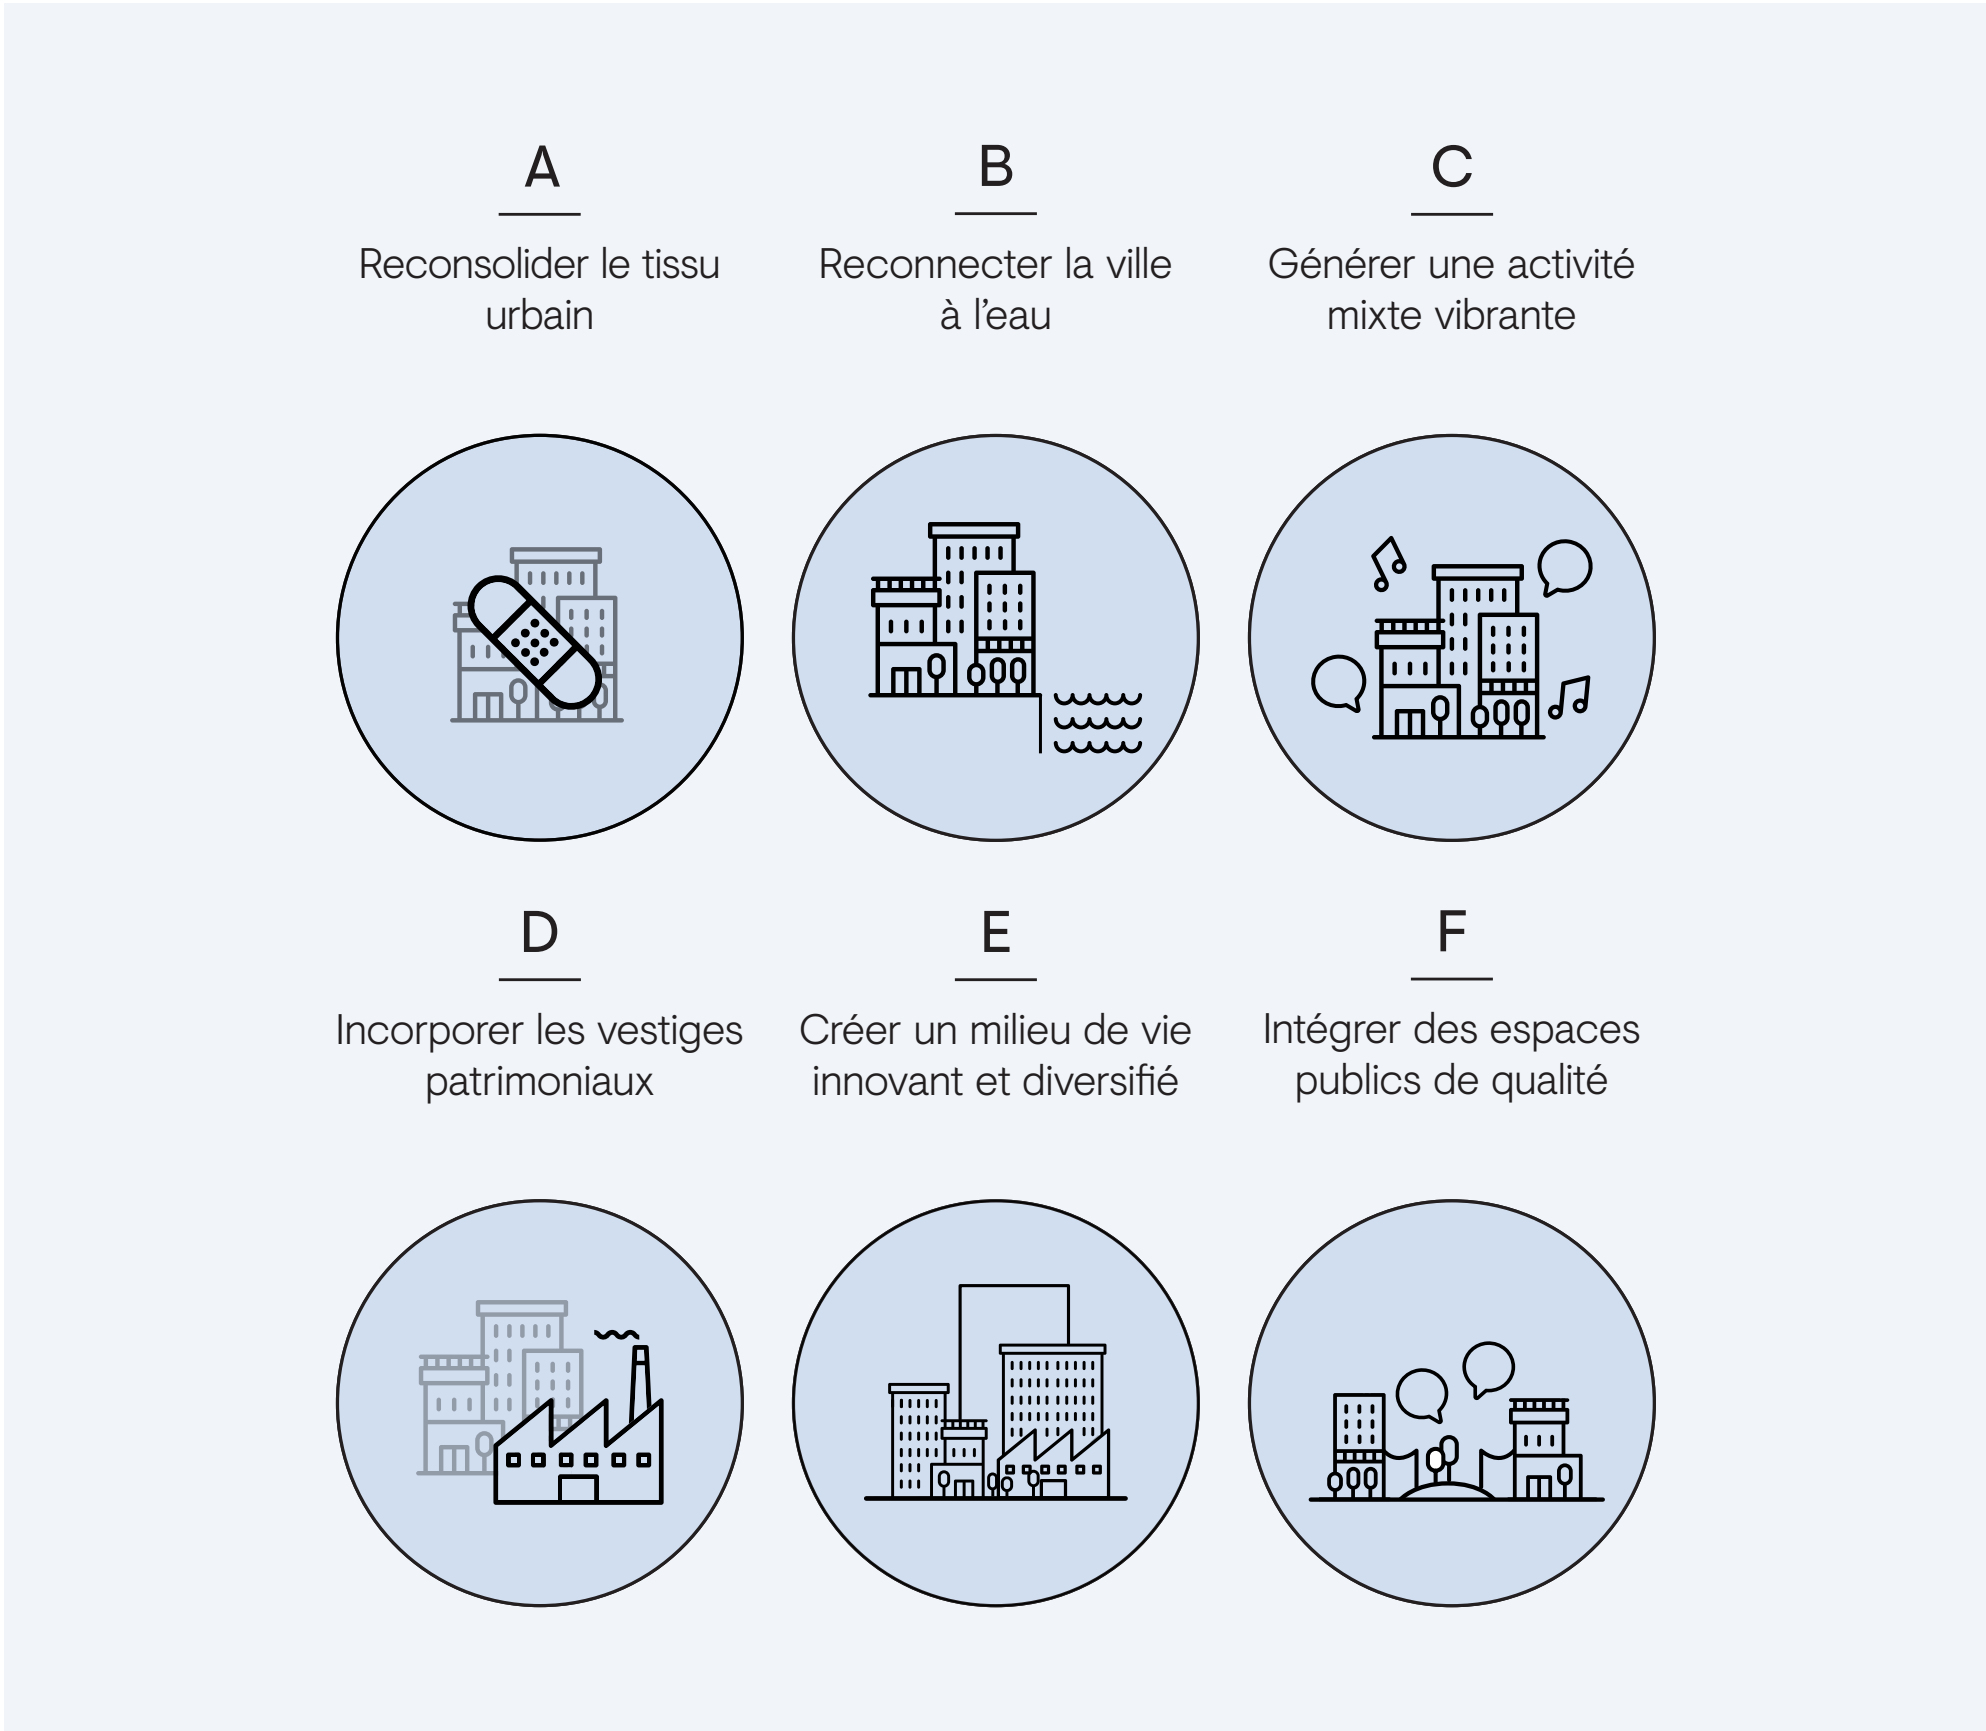 A
Reconsolider le tissu
urbain
B
Reconnecter la ville
à l’eau
C
Générer une activité
mixte vibrante
D
Incorporer les vestiges
patrimoniaux
E
Créer un milieu de vie
innovant et diversifié
F
Intégrer des espaces
publics de qualité